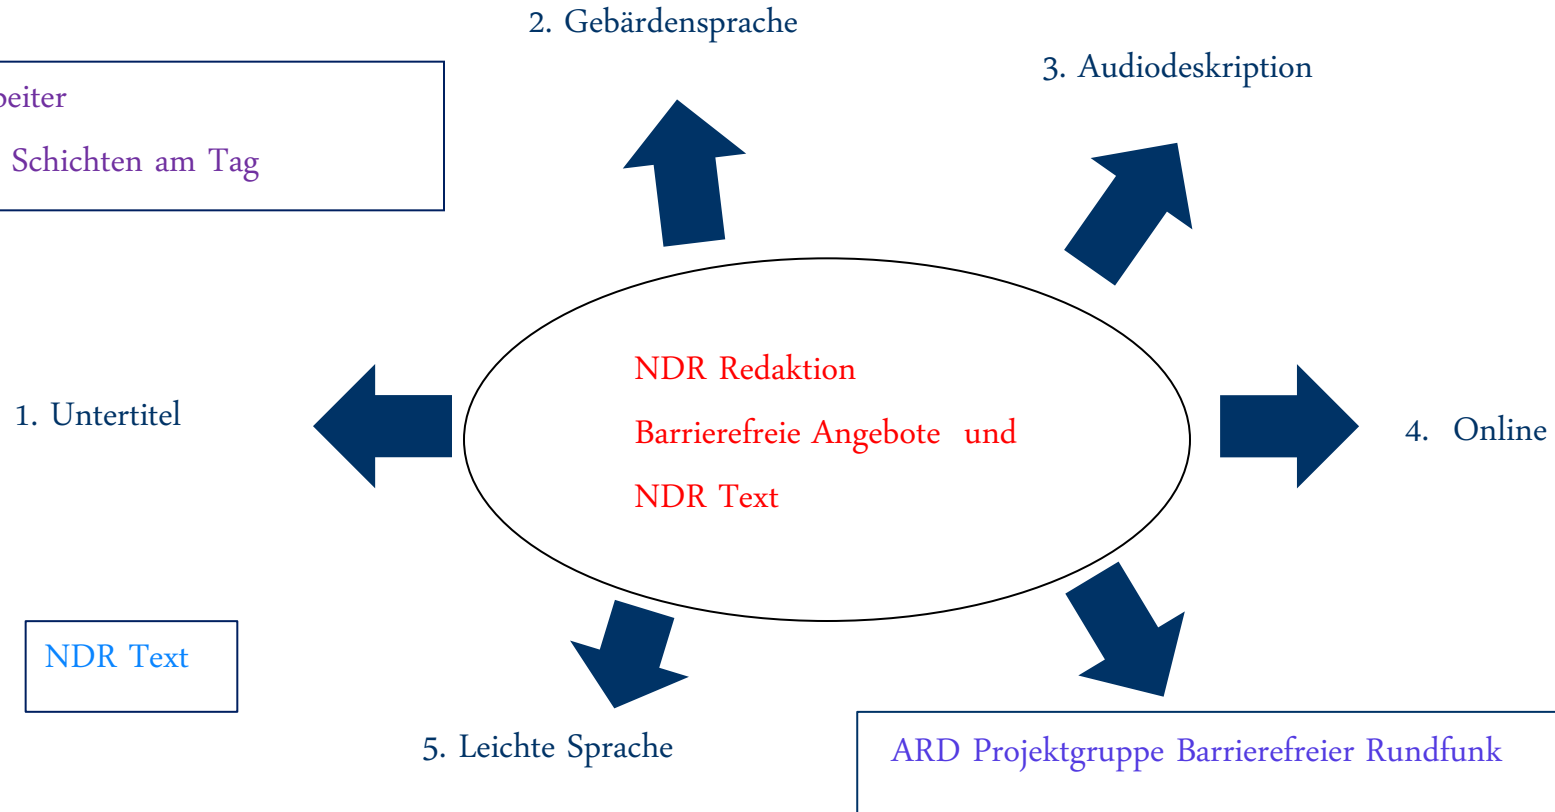 2. Gebärdensprache
3. Audiodeskription
Schichten am Tag
NDR Redaktion
Barrierefreie Angebote und
NDR Text
1. Untertitel
4. Online
NDR Text
5. Leichte Sprache
ARD Projektgruppe Barrierefreier Rundfunk